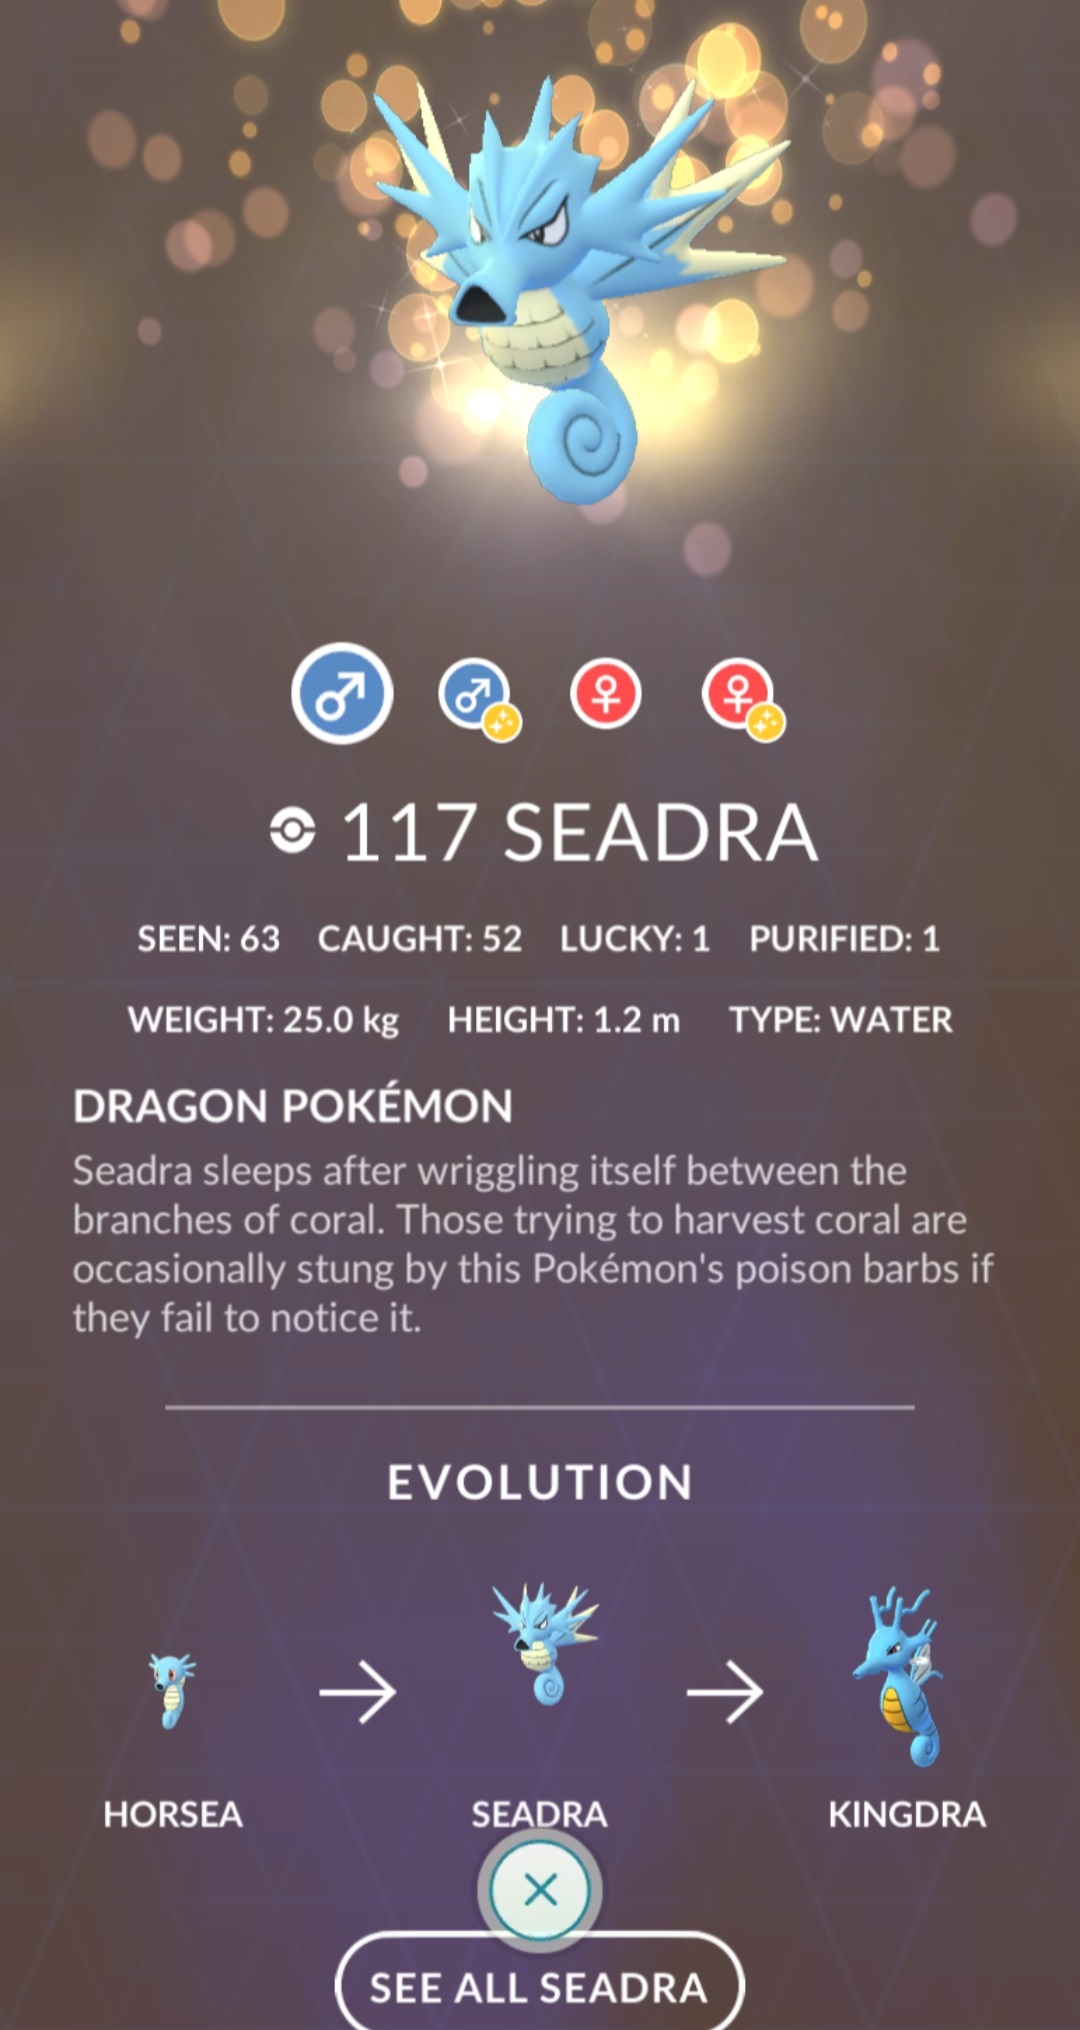 117 SEADRA
SEEN: 63 CAUGHT: 52 LUCKY: 1 PURIFIED: 1
WEIGHT: 25.0 kg HEIGHT: 1.2 m TYPE: WATER
DRAGON POKÉMON
Seadra sleeps after wriggling itself between the
branches of coral. Those trying to harvest coral are
occasionally stung by this Pokémon's poison barbs if
they fail to notice it.
EVOLUTION
HORSEA SEADRA KINGDRA
SEE ALL SEADRA